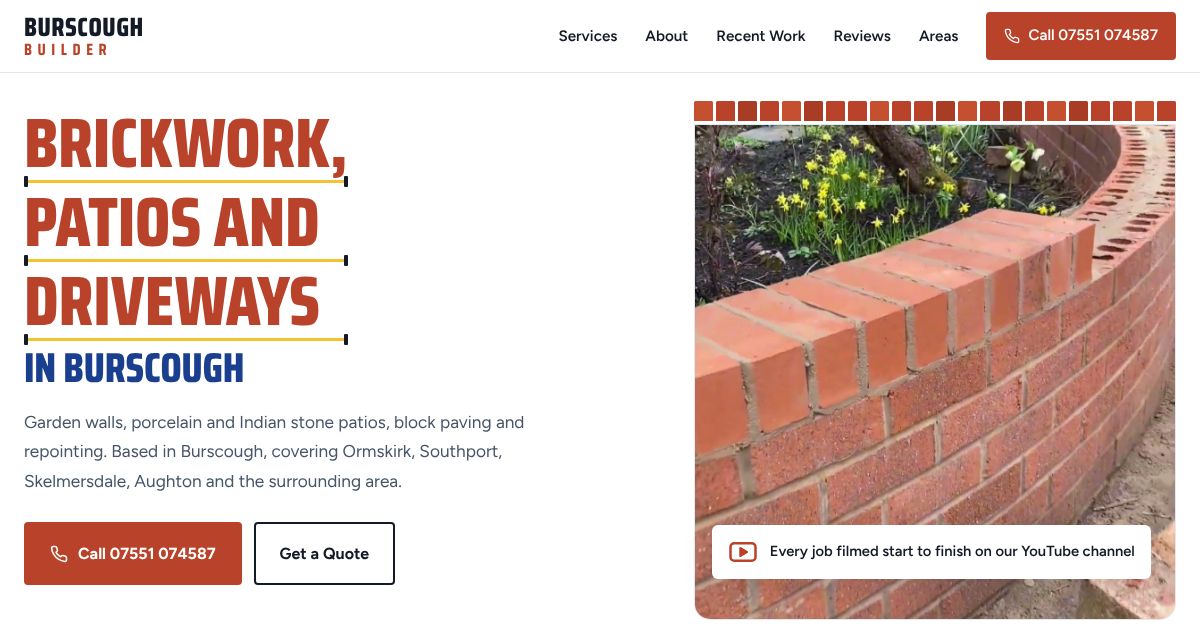 BURSCOUGH
BUILDER
Services About Recent Work Reviews Areas Call 07551 074587
BRICKWORK,
PATIOS AND
DRIVEWAYS
IN BURSCOUGH
Garden walls, porcelain and Indian stone patios, block paving and
repointing. Based in Burscough, covering Ormskirk, Southport,
Skelmersdale, Aughton and the surrounding area.
Call 07551 074587 Get a Quote
Every job filmed start to finish on our YouTube channel